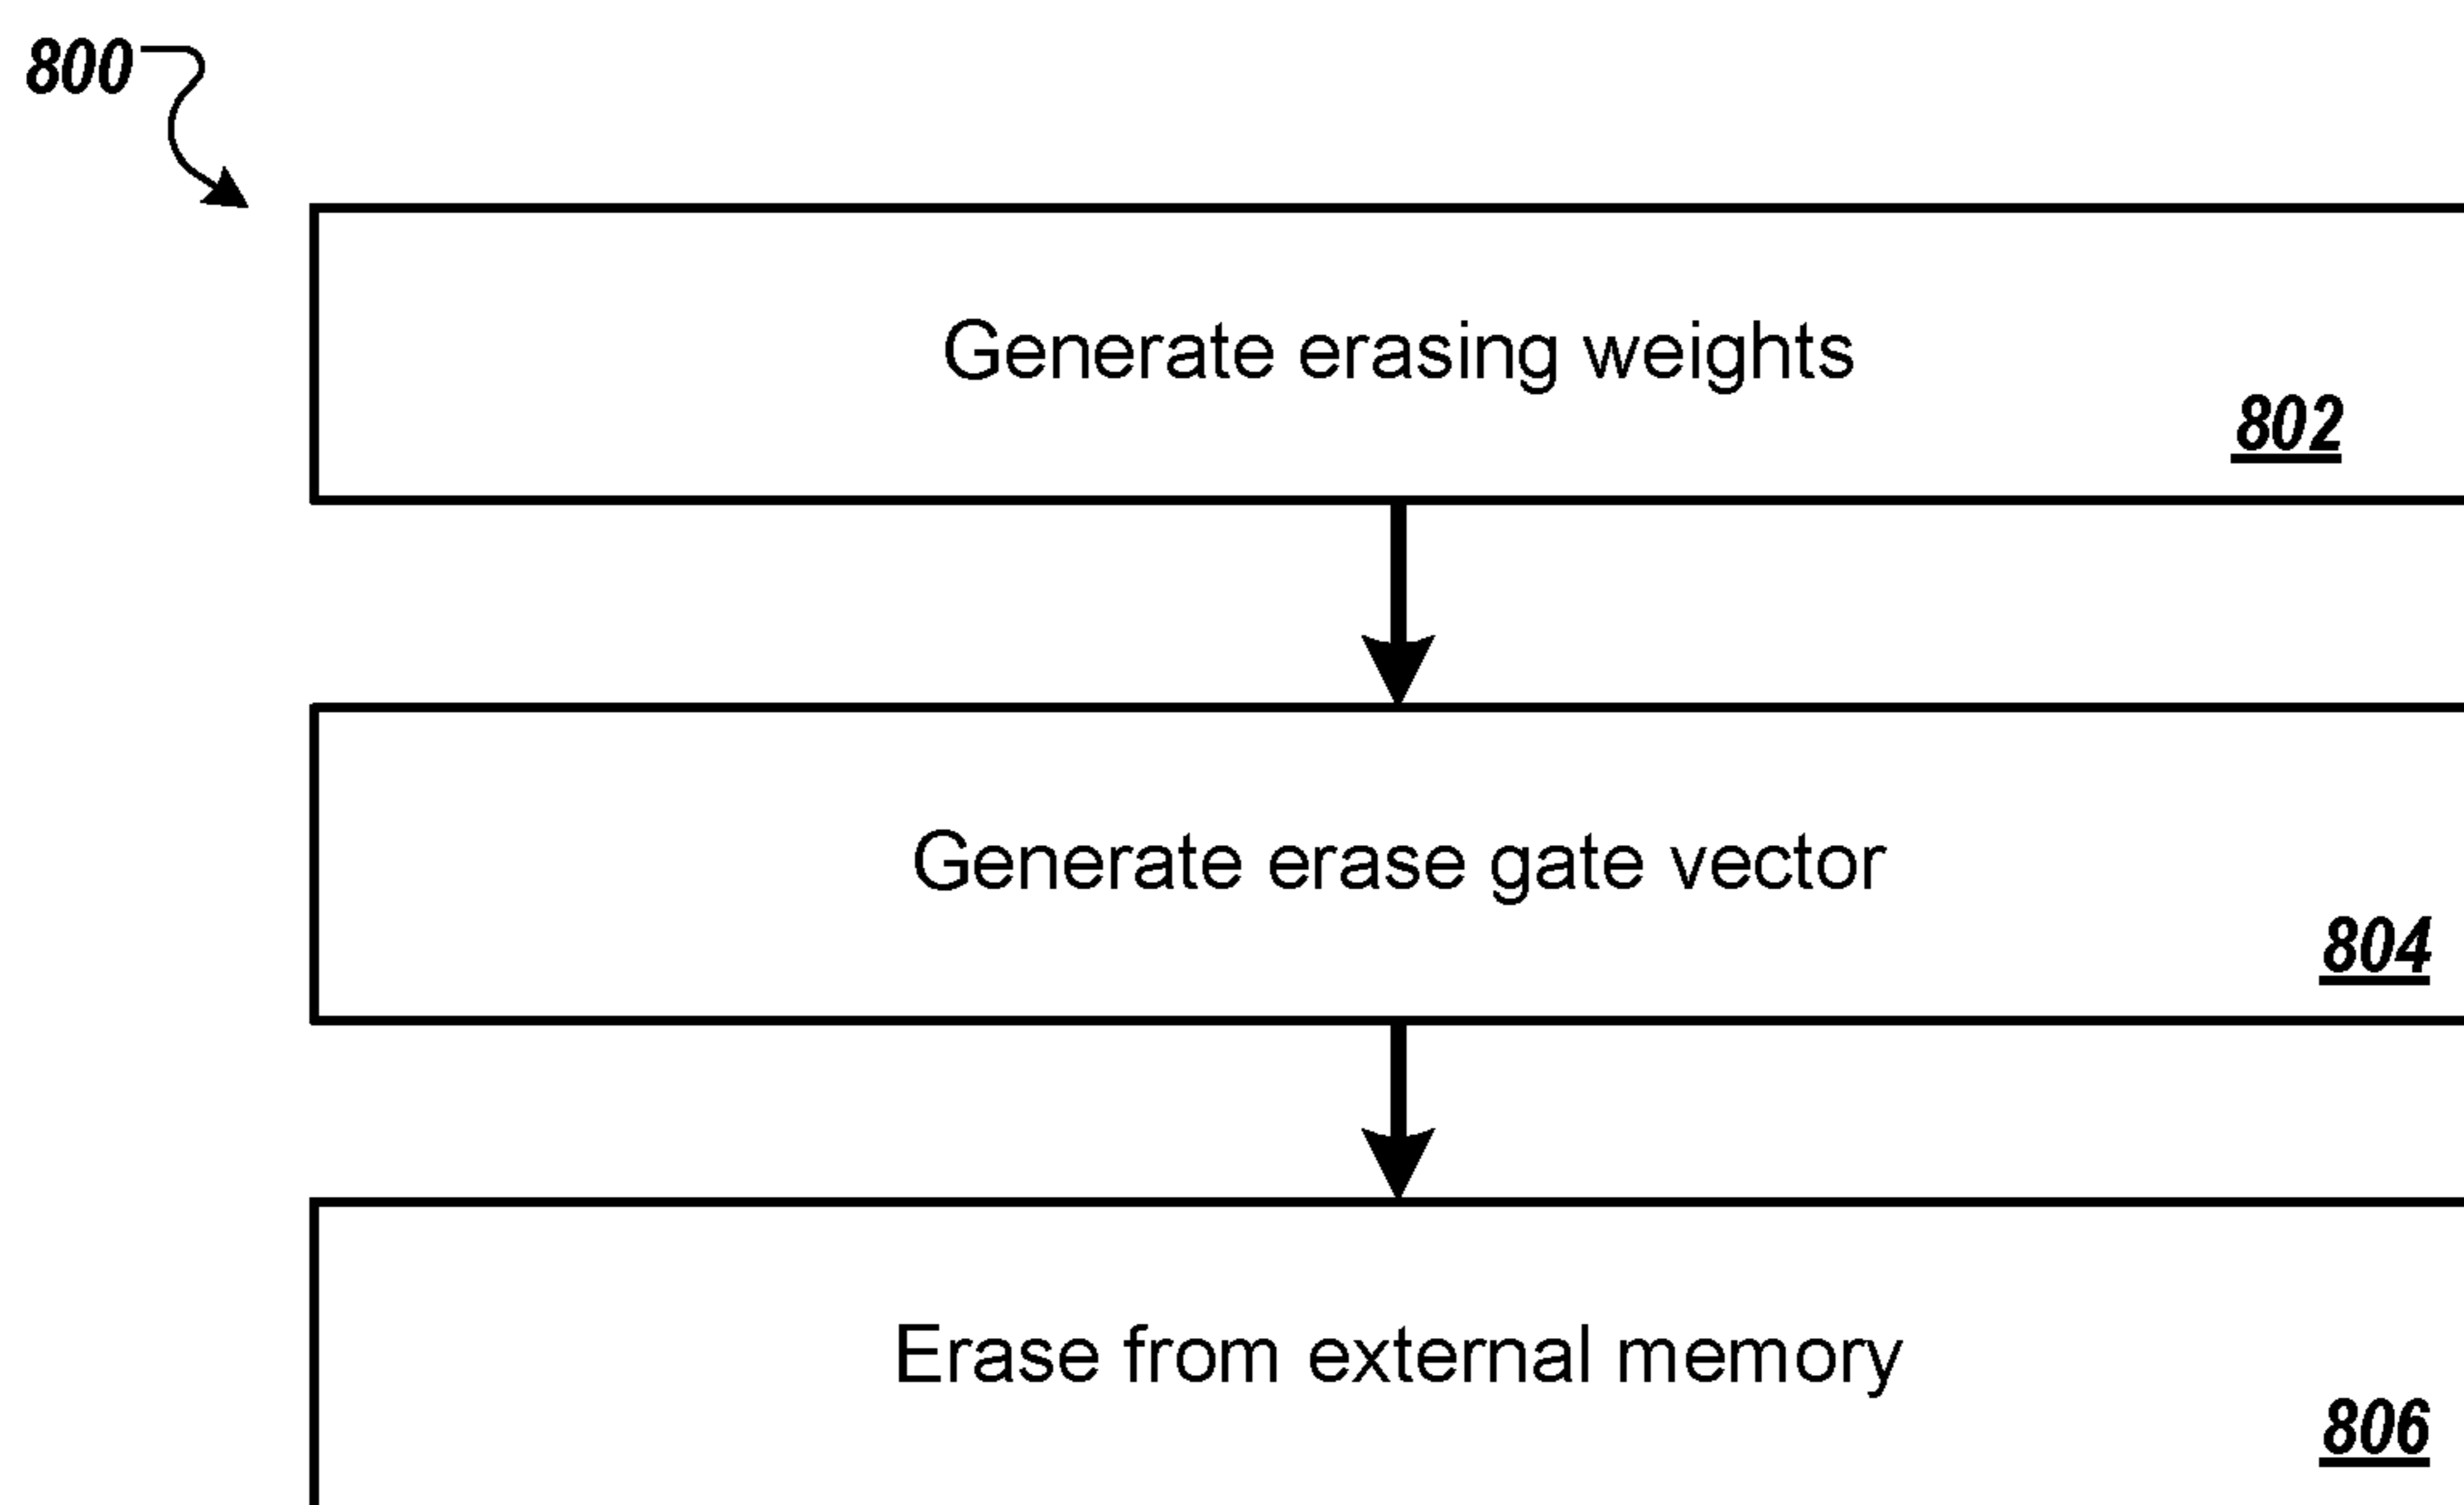 800
Generate erasing weights
802
Generate erase gate vector
804
Erase from external memory
806